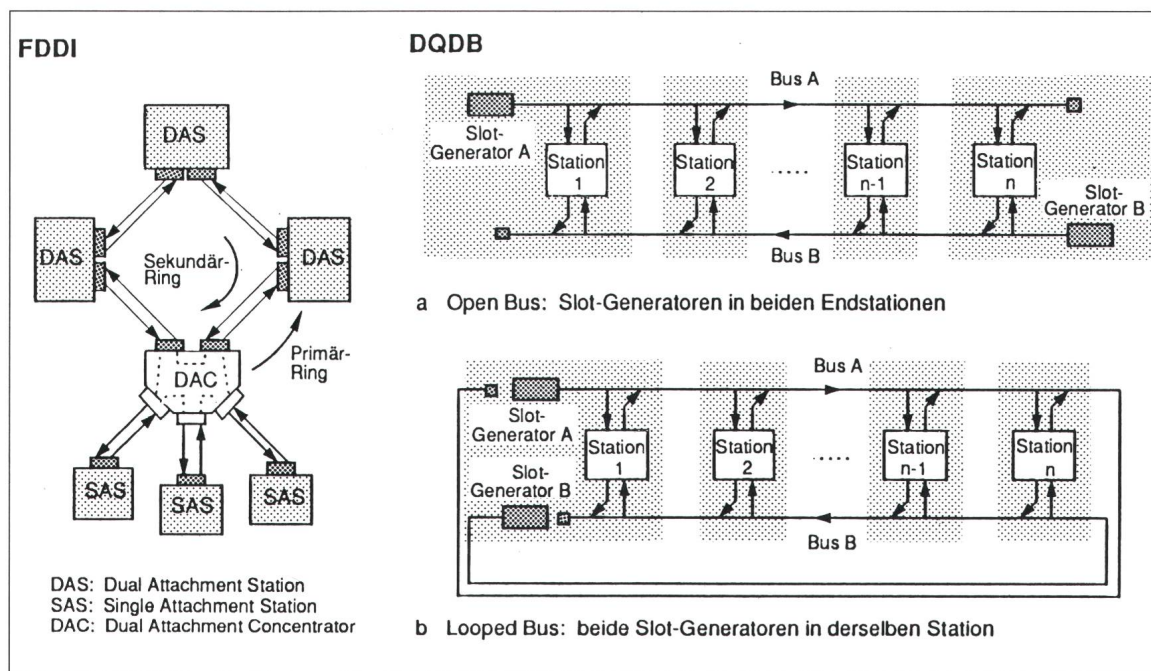 FDDI
DAS
DAS
DAS
Sekundär-
Ring
Primär-
Ring
DAC
SAS
SAS
SAS
DAS: Dual Attachment Station
SAS: Single Attachment Station
DAC: Dual Attachment Concentrator
DQDB
Bus A
Slot-
Generator A
Station
1
Station
2
.....
Station
n-1
Station
n
Slot-
Generator B
Bus B
a Open Bus: Slot-Generatoren in beiden Endstationen
Bus A
Slot-
Generator A
Slot-
Generator B
Station
1
Station
2
.....
Station
n-1
Station
n
Bus B
b Looped Bus: beide Slot-Generatoren in derselben Station